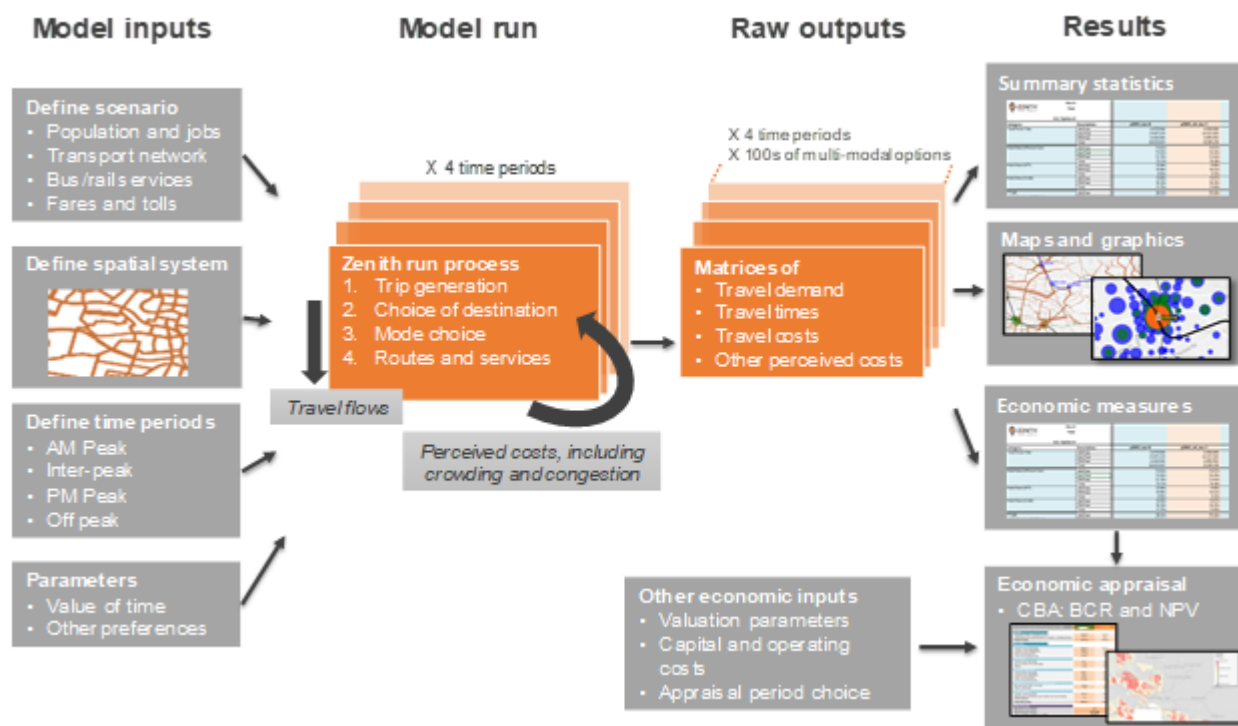 Model inputs
Model run
Raw outputs
Results
Define scenario
• Population and jobs
• Transport network
• Bus/rails services
• Fares and tolls
Define spatial system
Define time periods
• AM Peak
• Inter-peak
• PM Peak
• Off peak
Parameters
• Value of time
• Other preferences
X 4 time periods
Zenith run process
1. Trip generation
2. Choice of destination
3. Mode choice
4. Routes and services
Travel flows
Perceived costs, including
crowding and congestion
X 4 time periods
X 100s of multi-modal options
Matrices of
• Travel demand
• Travel times
• Travel costs
• Other perceived costs
Other economic inputs
• Valuation parameters
• Capital and operating
costs
• Appraisal period choice
Summary statistics
Maps and graphics
Economic measures
Economic appraisal
• CBA: BCR and NPV